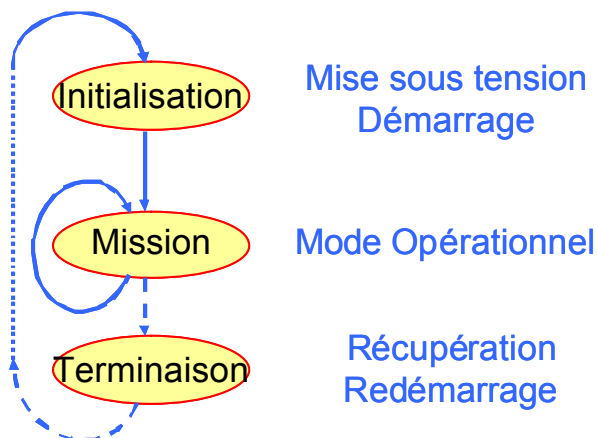 Initialisation
Mise sous tension
Démarrage
Mission
Mode Opérationnel
Terminaison
Récupération
Redémarrage